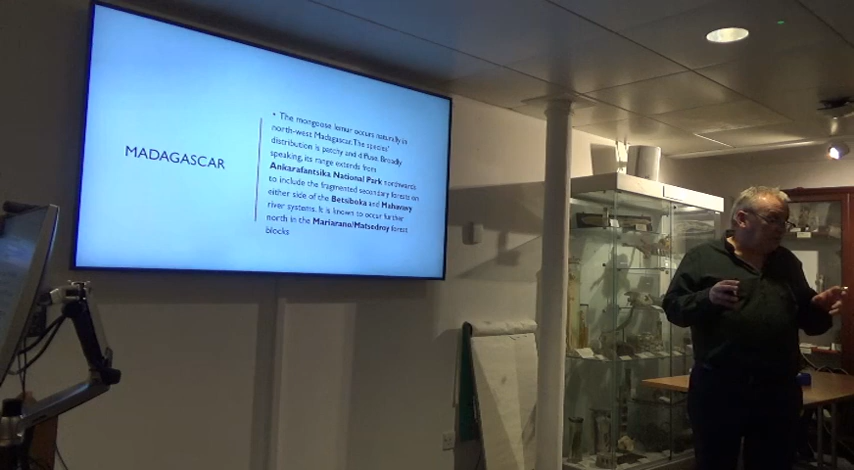 MADAGASCAR
• The mongoose lemur occurs naturally in
north-west Madagascar. The species'
distribution is patchy and diffuse. Broadly
speaking, its range extends from
Ankarafantsika National Park northwards
to include the fragmented secondary forests on
either side of the Betsiboka and Mahavavy
river systems. It is known to occur further
north in the Mariarano/Matsedroy forest
blocks